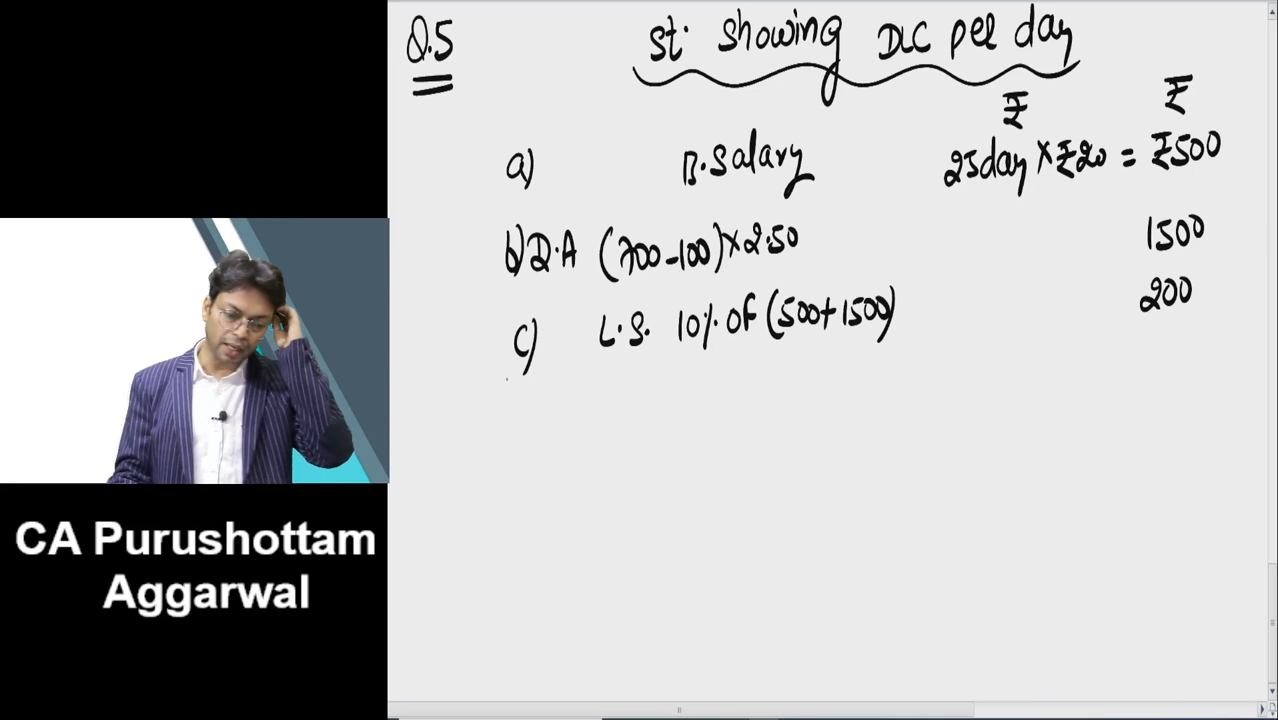 Q.5 St. Showing DLC per day
₹ ₹
a) B.Salary 25day × ₹20 = ₹500
b) D.A (700-100)×2.50 1500
c) L.S. 10% Of (500+1500) 200
CA Purushottam
Aggarwal